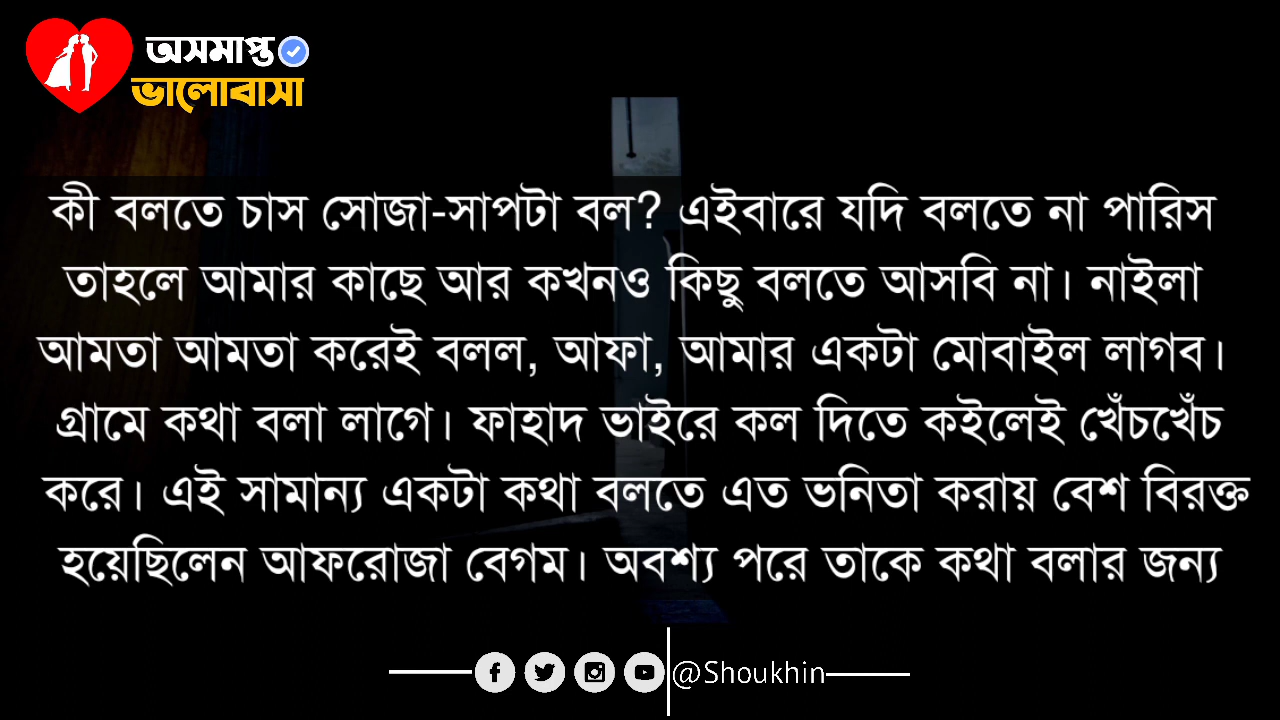 অসমাপ্ত
ভালোবাসা
কী বলতে চাস সোজা-সাপটা বল? এইবারে যদি বলতে না পারিস
তাহলে আমার কাছে আর কখনও কিছু বলতে আসবি না। নাইলা
আমতা আমতা করেই বলল, আফা, আমার একটা মোবাইল লাগব।
গ্রামে কথা বলা লাগে। ফাহাদ ভাইরে কল দিতে কইলেই খেঁচখেঁচ
করে। এই সামান্য একটা কথা বলতে এত ভনিতা করায় বেশ বিরক্ত
হয়েছিলেন আফরোজা বেগম। অবশ্য পরে তাকে কথা বলার জন্য
@Shoukhin